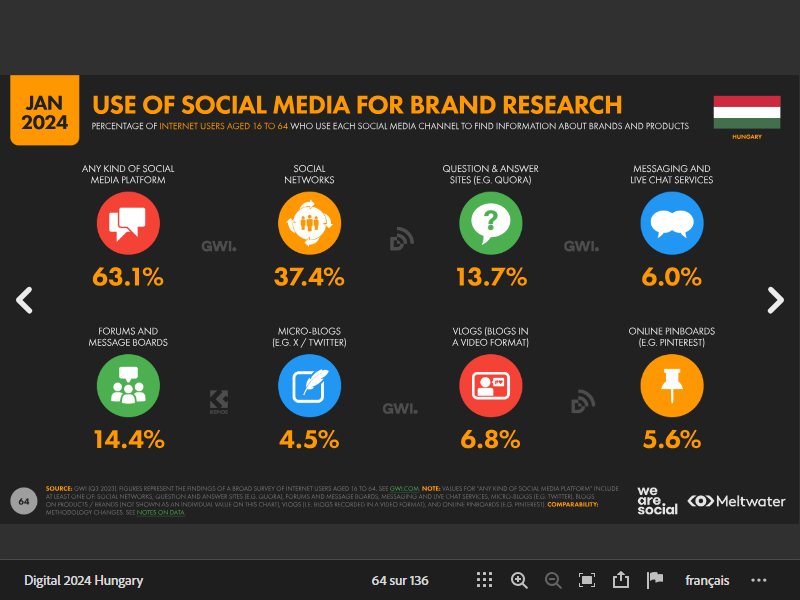 JAN
2024
USE OF SOCIAL MEDIA FOR BRAND RESEARCH
PERCENTAGE OF INTERNET USERS AGED 16 TO 64 WHO USE EACH SOCIAL MEDIA CHANNEL TO FIND INFORMATION ABOUT BRANDS AND PRODUCTS
HUNGARY
ANY KIND OF SOCIAL
MEDIA PLATFORM
63.1%
SOCIAL
NETWORKS
37.4%
QUESTION & ANSWER
SITES (E.G. QUORA)
13.7%
MESSAGING AND
LIVE CHAT SERVICES
6.0%
GWI.
GWI.
FORUMS AND
MESSAGE BOARDS
14.4%
MICRO-BLOGS
(E.G. X / TWITTER)
4.5%
VLOGS (BLOGS IN
A VIDEO FORMAT)
6.8%
ONLINE PINBOARDS
(E.G. PINTEREST)
5.6%
KEPIOS
GWI.
64
SOURCE: GWI (Q3 2023). FIGURES REPRESENT THE FINDINGS OF A BROAD SURVEY OF INTERNET USERS AGED 16 TO 64. SEE GWI.COM. NOTE: VALUES FOR "ANY KIND OF SOCIAL MEDIA PLATFORM" INCLUDE
AT LEAST ONE OF: SOCIAL NETWORKS, QUESTION AND ANSWER SITES (E.G. QUORA), FORUMS AND MESSAGE BOARDS, MESSAGING AND LIVE CHAT SERVICES, MICRO-BLOGS (E.G. TWITTER), BLOGS
ON PRODUCTS / BRANDS (NOT SHOWN AS AN INDIVIDUAL VALUE ON THIS CHART), VLOGS (I.E. BLOGS RECORDED IN A VIDEO FORMAT), AND ONLINE PINBOARDS (E.G. PINTEREST). COMPARABILITY:
METHODOLOGY CHANGES. SEE NOTES ON DATA.
we
are.
social
Meltwater
Digital 2024 Hungary
64 sur 136
français